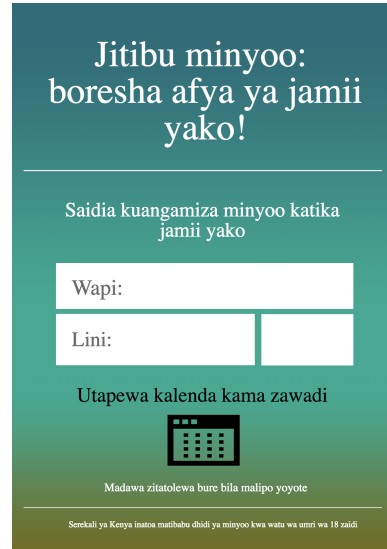 Jitibu minyoo:
boresha afya ya jamii
yako!
Saidia kuangamiza minyoo katika
jamii yako
Wapi:
Lini:
Utapewa kalenda kama zawadi
Madawa zitatolewa bure bila malipo yoyote
Serekali ya Kenya inatoa matibabu dhidi ya minyoo kwa watu wa umri wa 18 zaidi